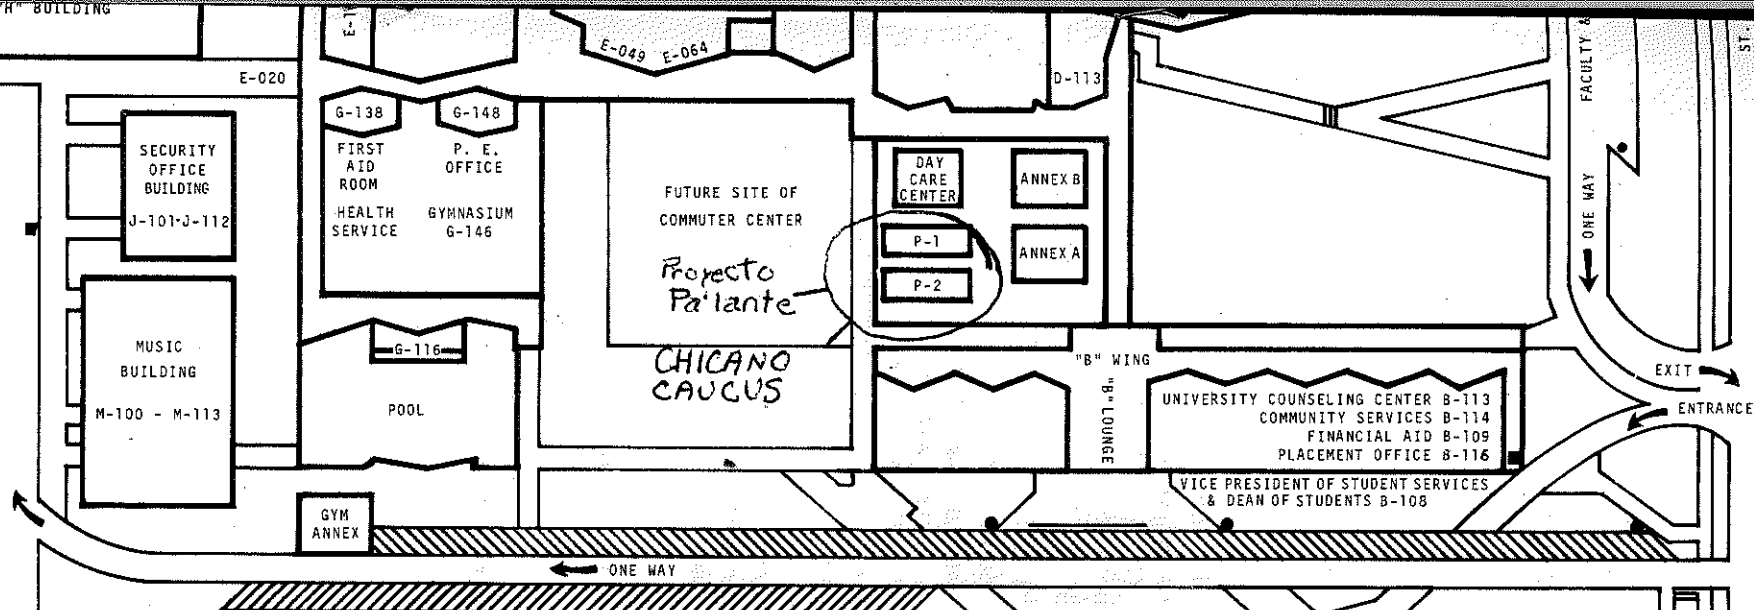 "H" BUILDING
E-020
E-049 E-064
D-113
FACULTY &
ST.
SECURITY
OFFICE
BUILDING
J-101-J-112
G-138
FIRST
AID
ROOM
HEALTH
SERVICE
G-148
P. E.
OFFICE
GYMNASIUM
G-146
FUTURE SITE OF
COMMUTER CENTER
Proyecto
Pa'lante
CHICANO
CAUCUS
DAY
CARE
CENTER
P-1
P-2
ANNEX B
ANNEX A
ONE WAY
MUSIC
BUILDING
M-100 - M-113
G-116
POOL
"B" WING
"B" LOUNGE
UNIVERSITY COUNSELING CENTER B-113
COMMUNITY SERVICES B-114
FINANCIAL AID B-109
PLACEMENT OFFICE B-116
VICE PRESIDENT OF STUDENT SERVICES
& DEAN OF STUDENTS B-108
EXIT
ENTRANCE
GYM
ANNEX
ONE WAY